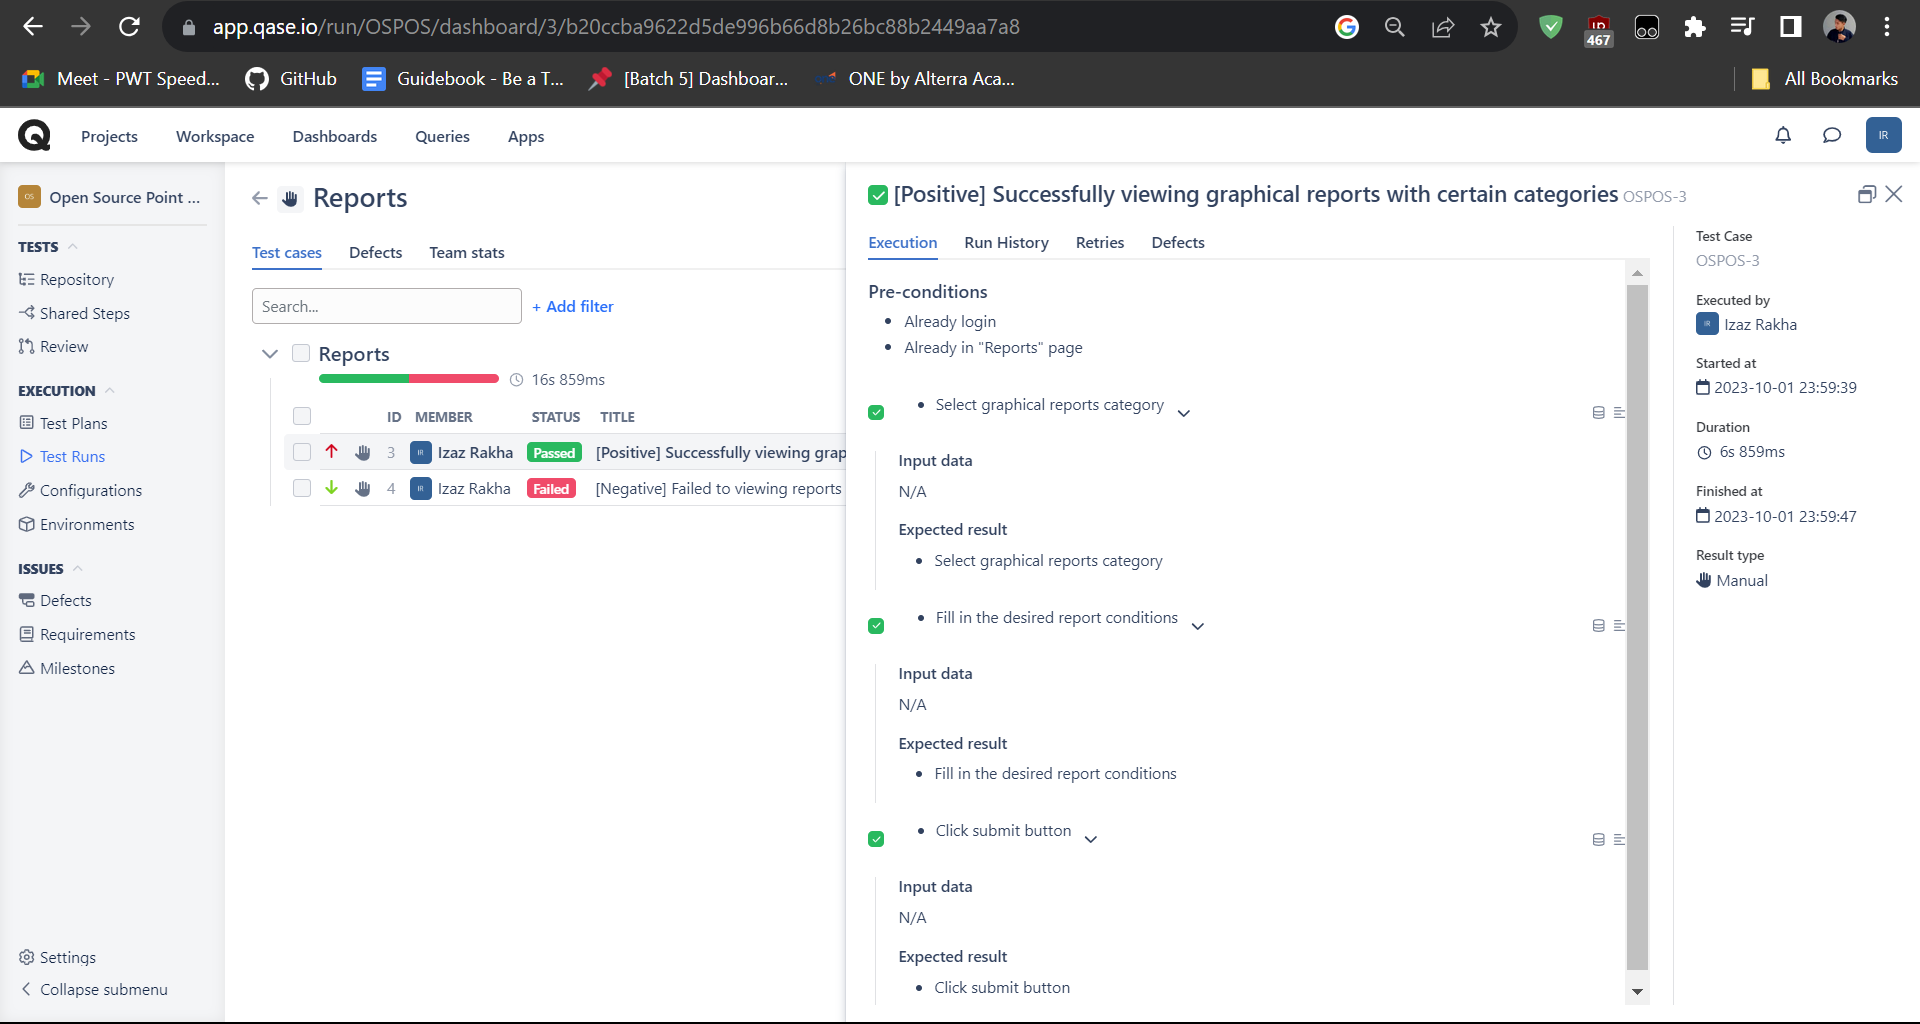 app.qase.io/run/OSPOS/dashboard/3/b20ccba9622d5de996b66d8b26bc88b2449aa7a8
467
Meet - PWT Speed...
GitHub
Guidebook - Be a T...
[Batch 5] Dashboar...
ONE by Alterra Aca...
All Bookmarks
Projects
Workspace
Dashboards
Queries
Apps
IR
OS
Open Source Point ...
TESTS
Repository
Shared Steps
Review
EXECUTION
Test Plans
Test Runs
Configurations
Environments
ISSUES
Defects
Requirements
Milestones
Settings
Collapse submenu
Reports
Test cases
Defects
Team stats
Search...
+ Add filter
Reports
16s 859ms
ID MEMBER STATUS TITLE
3 IR Izaz Rakha Passed [Positive] Successfully viewing grap
4 IR Izaz Rakha Failed [Negative] Failed to viewing reports
[Positive] Successfully viewing graphical reports with certain categories OSPOS-3
Execution
Run History
Retries
Defects
Pre-conditions
• Already login
• Already in "Reports" page
• Select graphical reports category
Input data
N/A
Expected result
• Select graphical reports category
• Fill in the desired report conditions
Input data
N/A
Expected result
• Fill in the desired report conditions
• Click submit button
Input data
N/A
Expected result
• Click submit button
Test Case
OSPOS-3
Executed by
IR Izaz Rakha
Started at
2023-10-01 23:59:39
Duration
6s 859ms
Finished at
2023-10-01 23:59:47
Result type
Manual